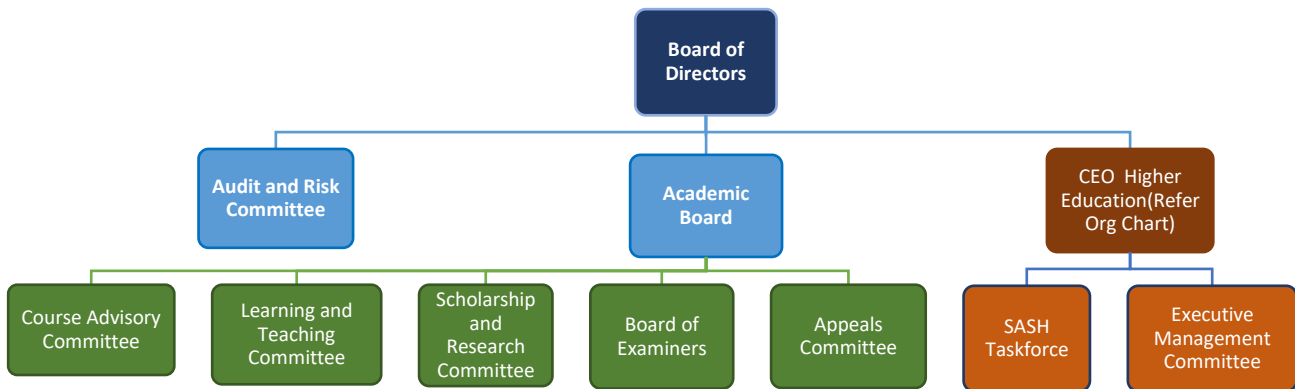 Board of
Directors
Audit and Risk
Committee
Academic
Board
CEO  Higher
Education(Refer
Org Chart)
Course Advisory
Committee
Learning and
Teaching
Committee
Scholarship
and
Research
Committee
Board of
Examiners
Appeals
Committee
SASH
Taskforce
Executive
Management
Committee